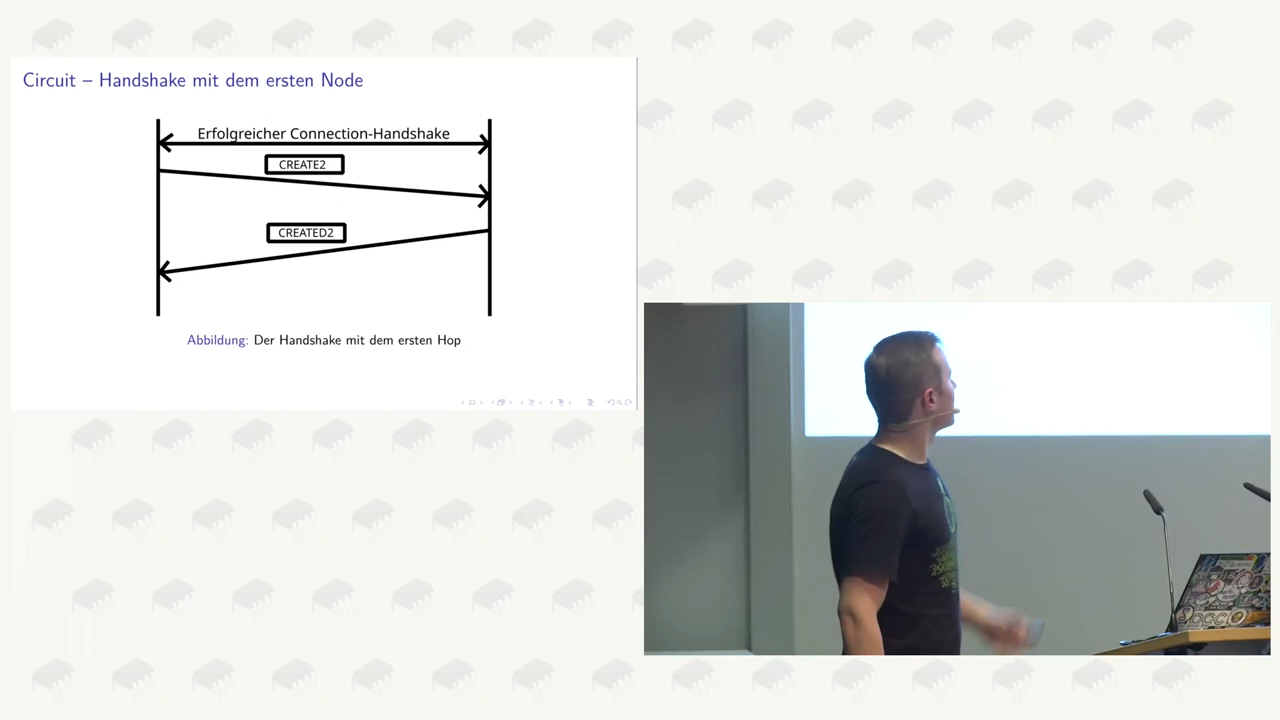 Circuit – Handshake mit dem ersten Node
Erfolgreicher Connection-Handshake
CREATE2
CREATED2
Abbildung: Der Handshake mit dem ersten Hop